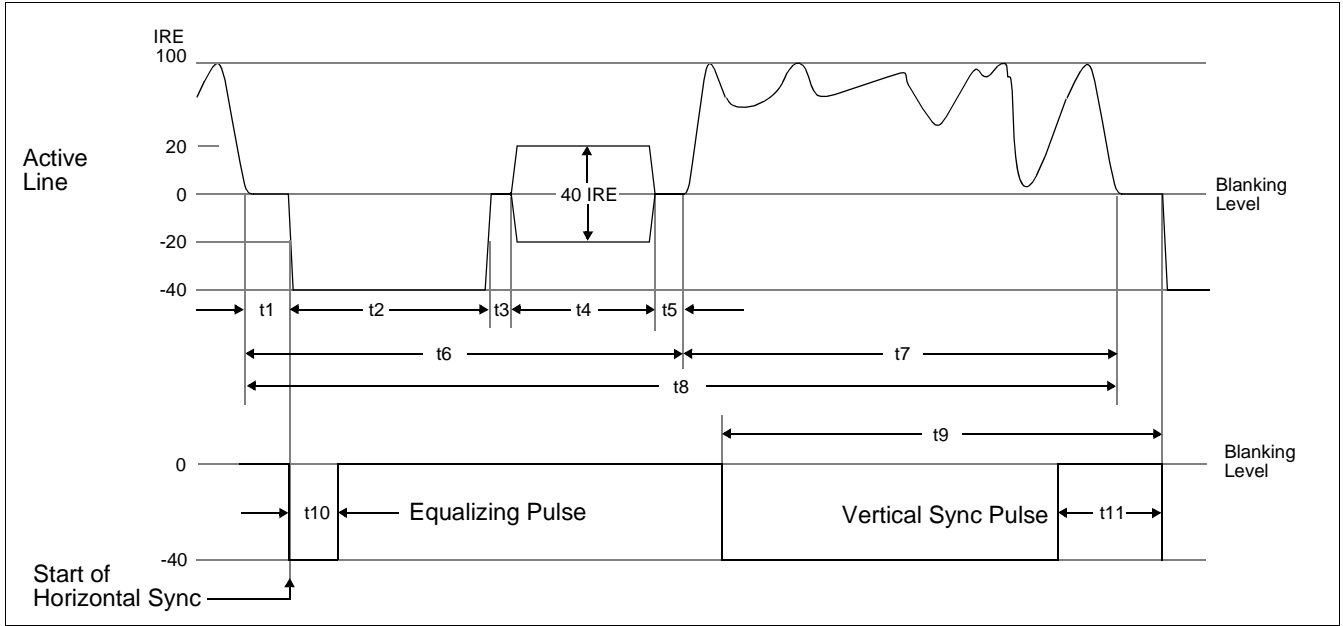 IRE
100
20
Active
Line
0
40 IRE
Blanking
Level
-20
-40
t1
t2
t3
t4
t5
t6
t7
t8
t9
0
Blanking
Level
t10
Equalizing Pulse
Vertical Sync Pulse
t11
-40
Start of
Horizontal Sync